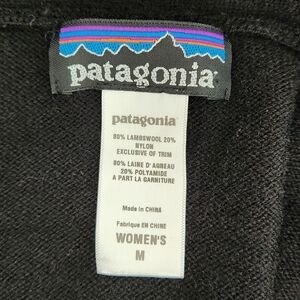 patagonia
patagonia
80% LAMBSWOOL 20%
NYLON
EXCLUSIVE OF TRIM
80% LAINE D'AGNEAU
20% POLYAMIDE
A PART LA GARNITURE
Made in CHINA
Fabriqué en CHINE
WOMEN'S
M